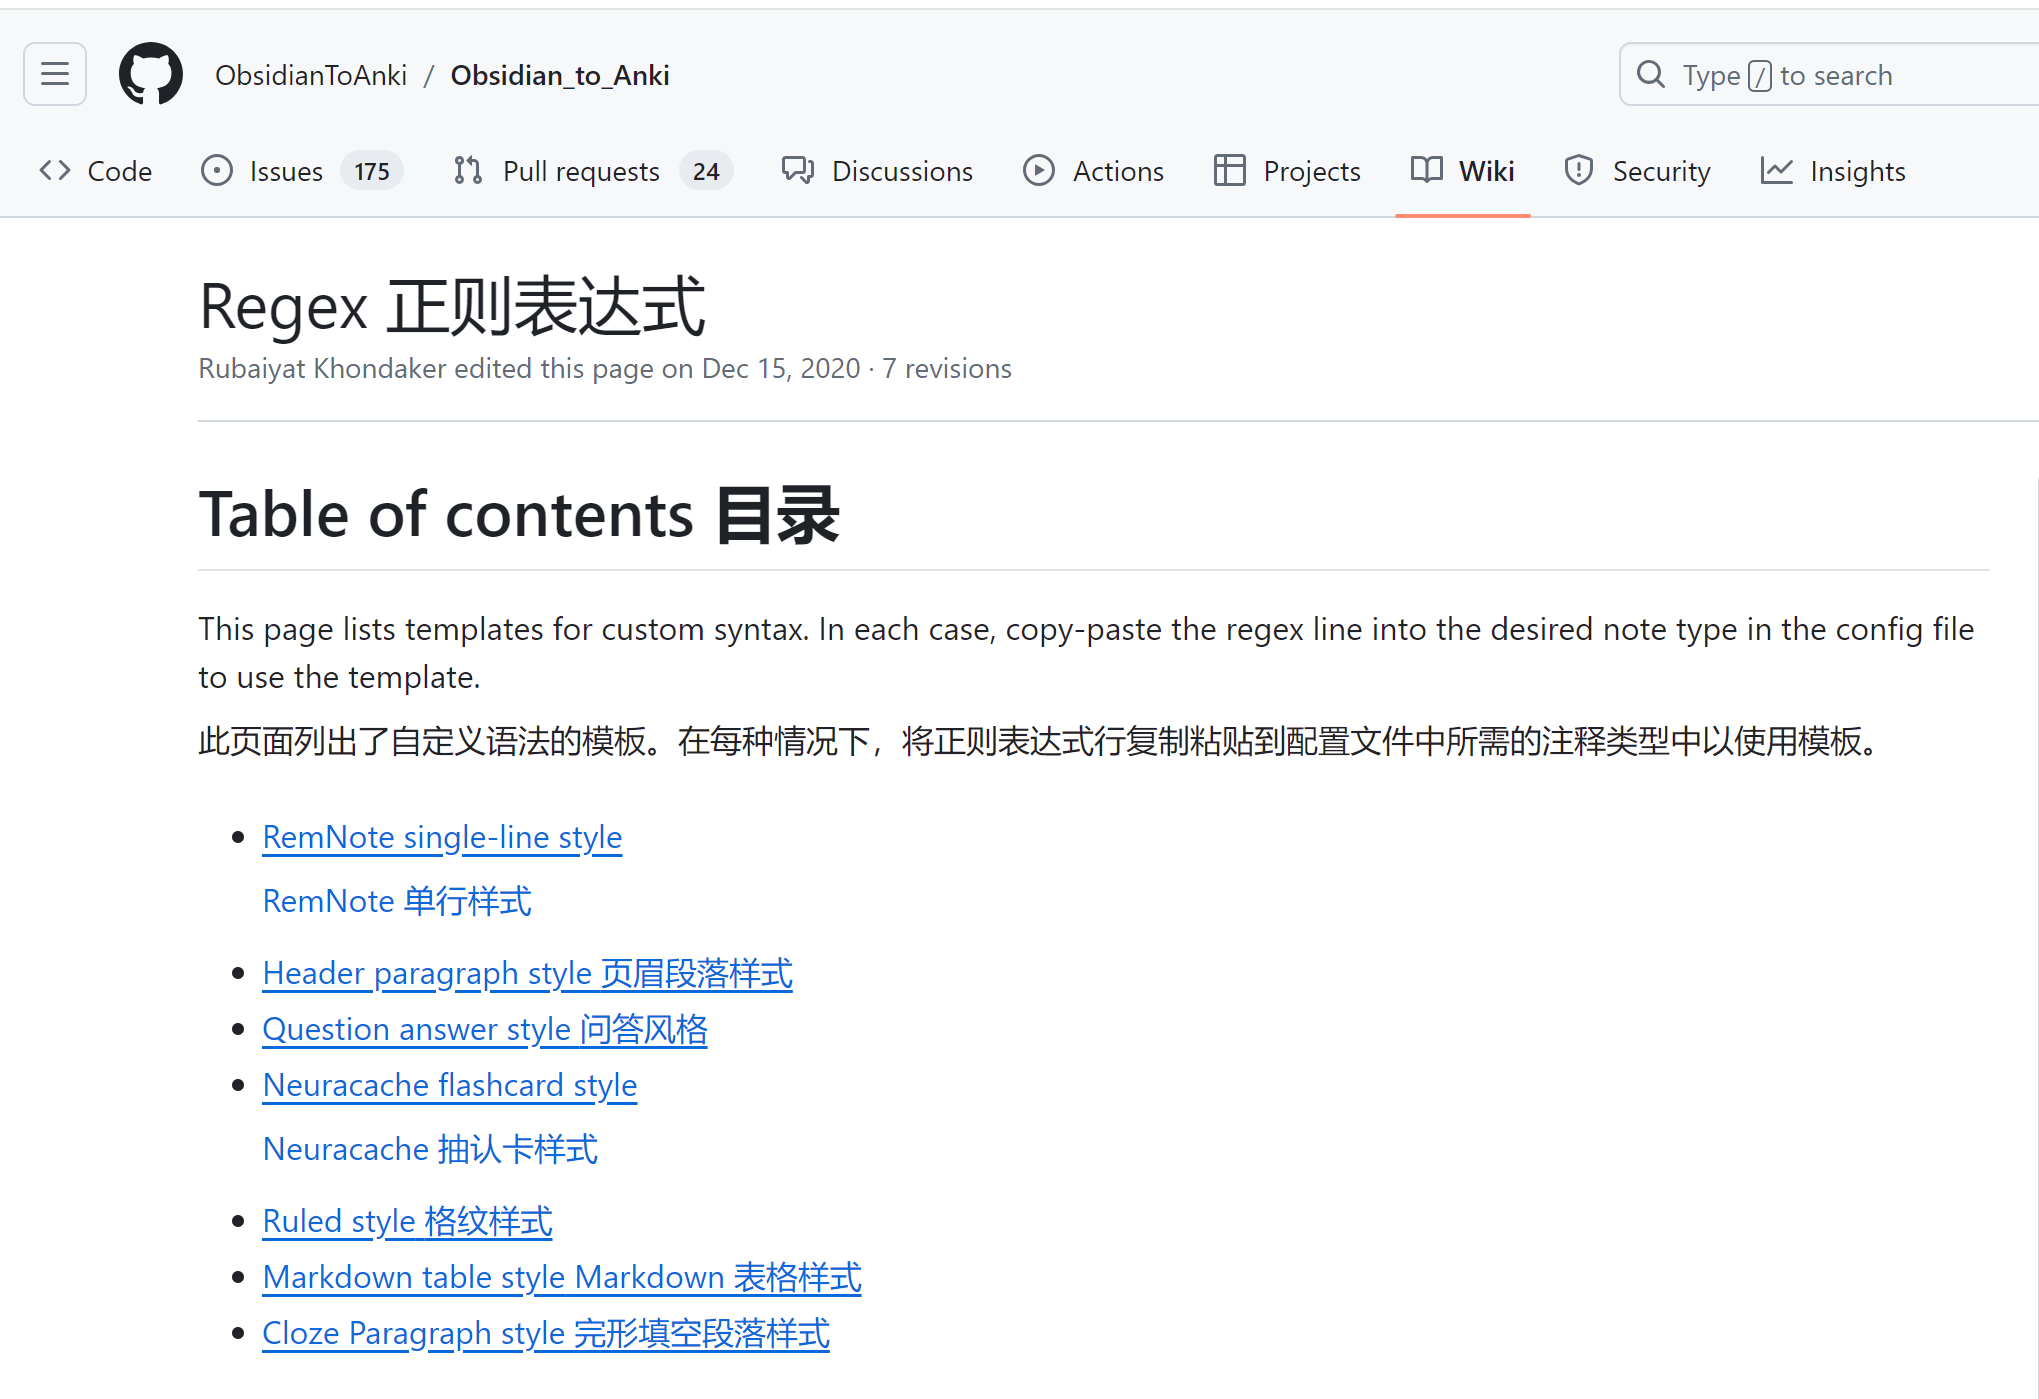 ObsidianToAnki / Obsidian_to_Anki
Type / to search
Code
Issues 175
Pull requests 24
Discussions
Actions
Projects
Wiki
Security
Insights
Regex 正则表达式
Rubaiyat Khondaker edited this page on Dec 15, 2020 · 7 revisions
Table of contents 目录
This page lists templates for custom syntax. In each case, copy-paste the regex line into the desired note type in the config file
to use the template.
此页面列出了自定义语法的模板。在每种情况下，将正则表达式行复制粘贴到配置文件中所需的注释类型中以使用模板。
RemNote single-line style
RemNote 单行样式
Header paragraph style 页眉段落样式
Question answer style 问答风格
Neuracache flashcard style
Neuracache 抽认卡样式
Ruled style 格纹样式
Markdown table style Markdown 表格样式
Cloze Paragraph style 完形填空段落样式